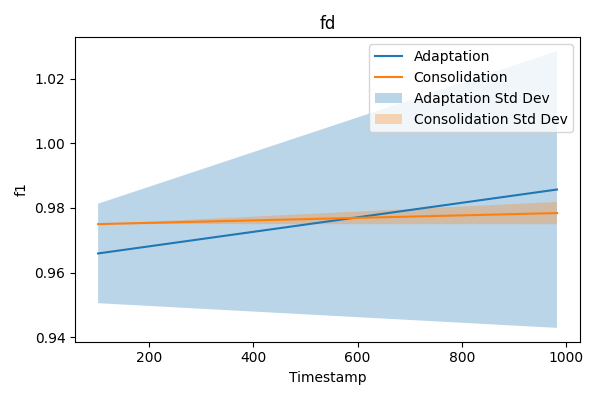 fd
Adaptation
Consolidation
Adaptation Std Dev
Consolidation Std Dev
1.02
1.00
0.98
0.96
0.94
f1
200
400
600
800
1000
Timestamp